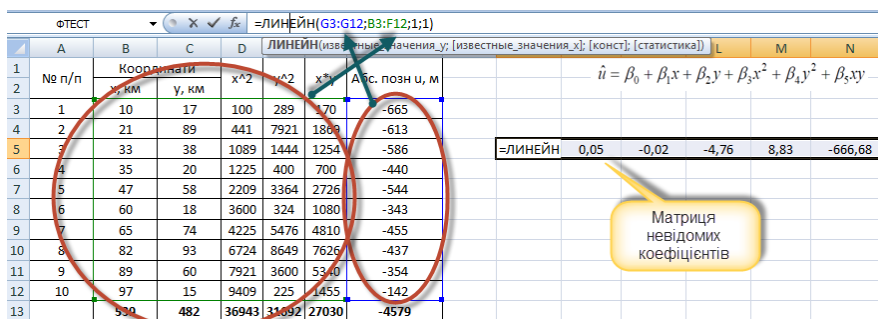 ФТЕСТ fx =ЛИНЕЙН(G3:G12;B3:F12;1;1)
A B C D ЛИНЕЙН(известные_значения_y; [известные_значения_x]; [конст]; [статистика]) L M N
1 № п/п Координати x^2 y^2 x*y Абс. позн u, м û = β₀ + β₁x + β₂y + β₃x² + β₄y² + β₅xy
2 x, км y, км
3 1 10 17 100 289 170 -665
4 2 21 89 441 7921 1869 -613
5 3 33 38 1089 1444 1254 -586 =ЛИНЕЙН 0,05 -0,02 -4,76 8,83 -666,68
6 4 35 20 1225 400 700 -440
7 5 47 58 2209 3364 2726 -544
8 6 60 18 3600 324 1080 -343
9 7 65 74 4225 5476 4810 -455
10 8 82 93 6724 8649 7626 -437
11 9 89 60 7921 3600 5340 -354
12 10 97 15 9409 225 1455 -142
13 539 482 36943 31692 27030 -4579
Матриця
невідомих
коефіцієнтів